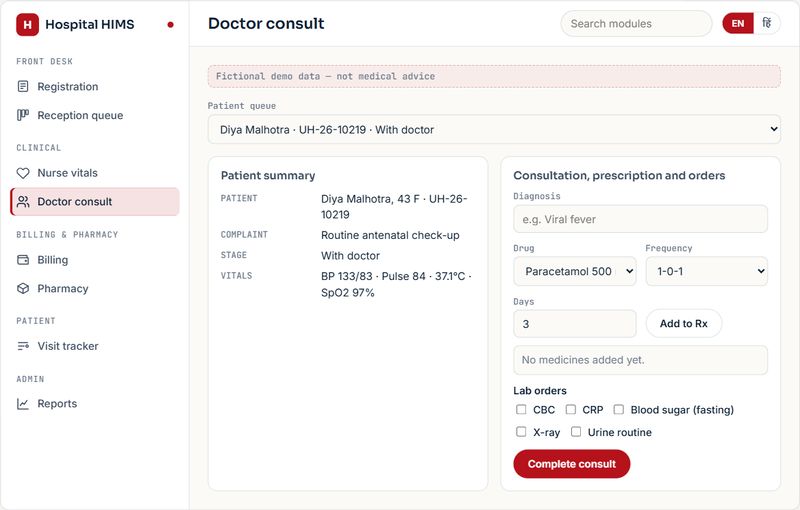 H Hospital HIMS
FRONT DESK
Registration
Reception queue
CLINICAL
Nurse vitals
Doctor consult
BILLING & PHARMACY
Billing
Pharmacy
PATIENT
Visit tracker
ADMIN
Reports
Doctor consult
Search modules
EN
हिं
Fictional demo data — not medical advice
Patient queue
Diya Malhotra · UH-26-10219 · With doctor
Patient summary
PATIENT Diya Malhotra, 43 F · UH-26-
10219
COMPLAINT Routine antenatal check-up
STAGE With doctor
VITALS BP 133/83 · Pulse 84 · 37.1°C ·
SpO2 97%
Consultation, prescription and orders
Diagnosis
e.g. Viral fever
Drug Frequency
Paracetamol 500 1-0-1
Days
3 Add to Rx
No medicines added yet.
Lab orders
CBC CRP Blood sugar (fasting)
X-ray Urine routine
Complete consult